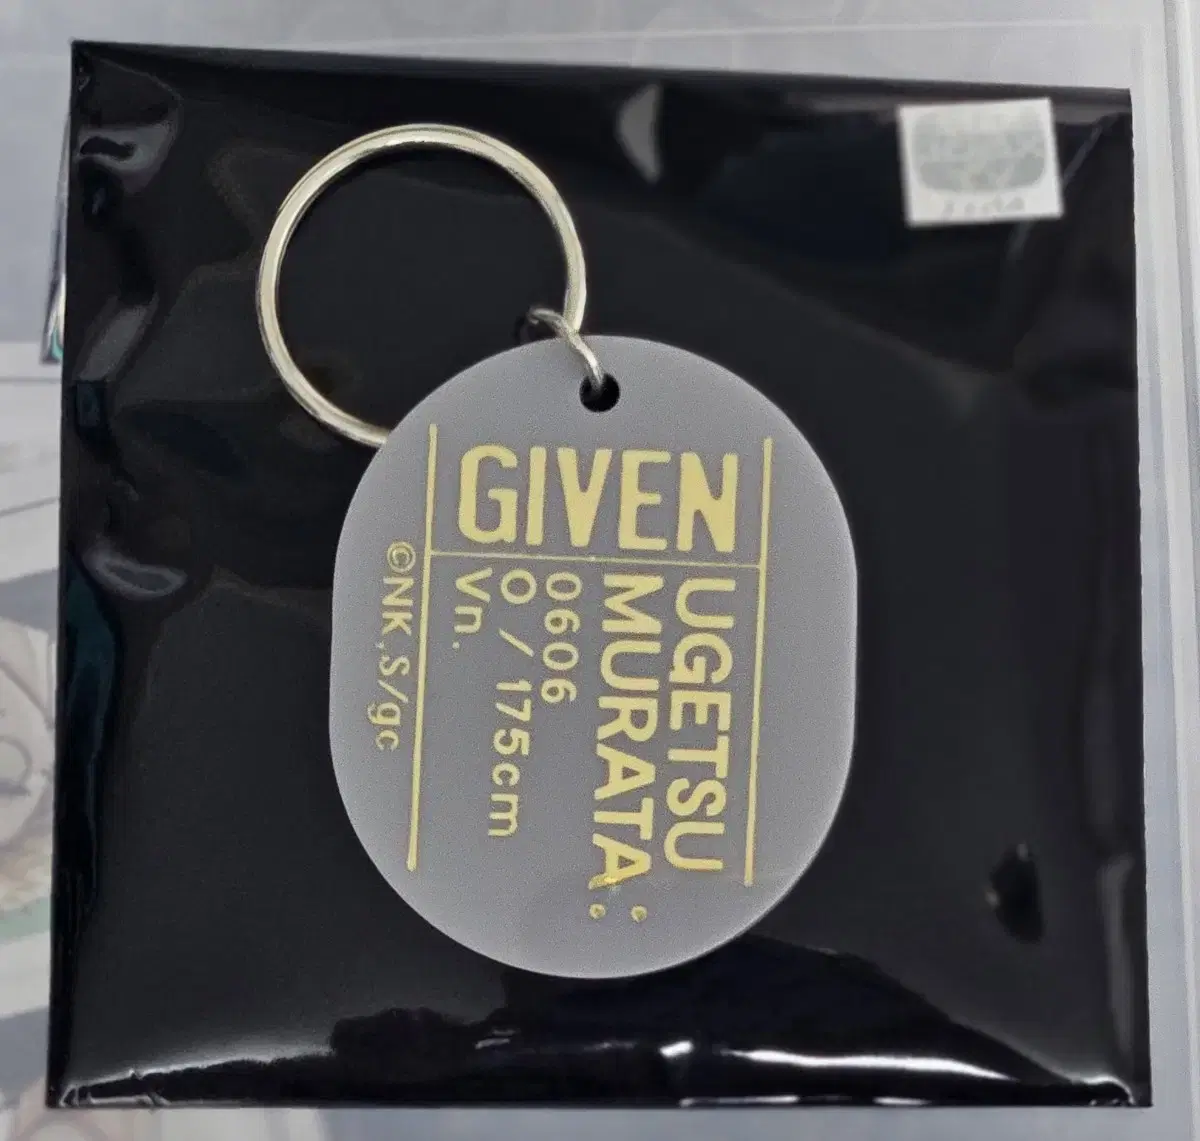 GIVEN
UGETSU
MURATA:
0606
O / 175cm
Vn.
©NK,S/gc